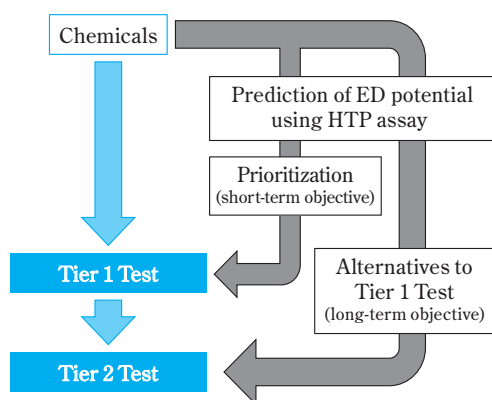 Chemicals
Prediction of ED potential
using HTP assay
Prioritization
(short-term objective)
Tier 1 Test
Alternatives to
Tier 1 Test
(long-term objective)
Tier 2 Test